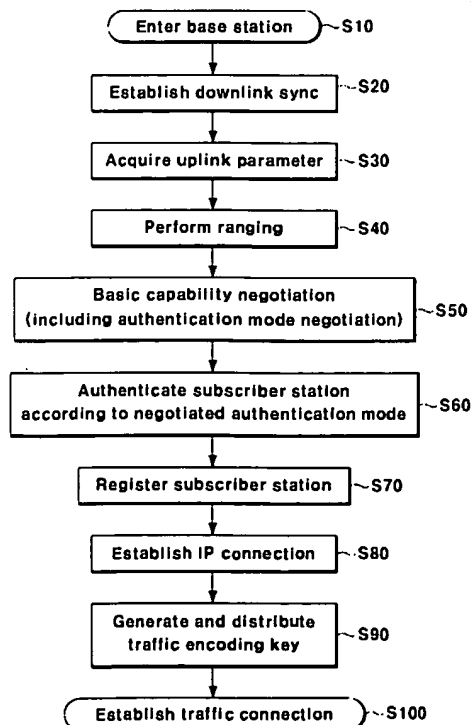 Enter base station
S10
Establish downlink sync
S20
Acquire uplink parameter
S30
Perform ranging
S40
Basic capability negotiation
(including authentication mode negotiation)
S50
Authenticate subscriber station
according to negotiated authentication mode
S60
Register subscriber station
S70
Establish IP connection
S80
Generate and distribute
traffic encoding key
S90
Establish traffic connection
S100